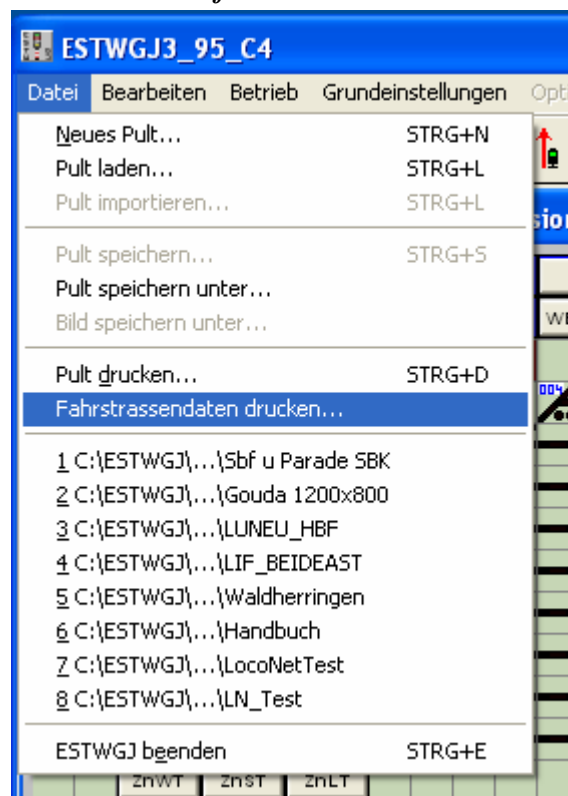 ESTWGJ3_95_C4
Datei Bearbeiten Betrieb Grundeinstellungen Opt
Neues Pult... STRG+N
Pult laden... STRG+L
Pult importieren... STRG+L
Pult speichern... STRG+S
Pult speichern unter...
Bild speichern unter...
Pult drucken... STRG+D
Fahrstrassendaten drucken...
1 C:\ESTWGJ\...\Sbf u Parade SBK
2 C:\ESTWGJ\...\Gouda 1200x800
3 C:\ESTWGJ\...\LUNEU_HBF
4 C:\ESTWGJ\...\LIF_BEIDEAST
5 C:\ESTWGJ\...\Waldherringen
6 C:\ESTWGJ\...\Handbuch
7 C:\ESTWGJ\...\LocoNetTest
8 C:\ESTWGJ\...\LN_Test
ESTWGJ beenden STRG+E
sion
004
ZnWT ZnST ZnLT